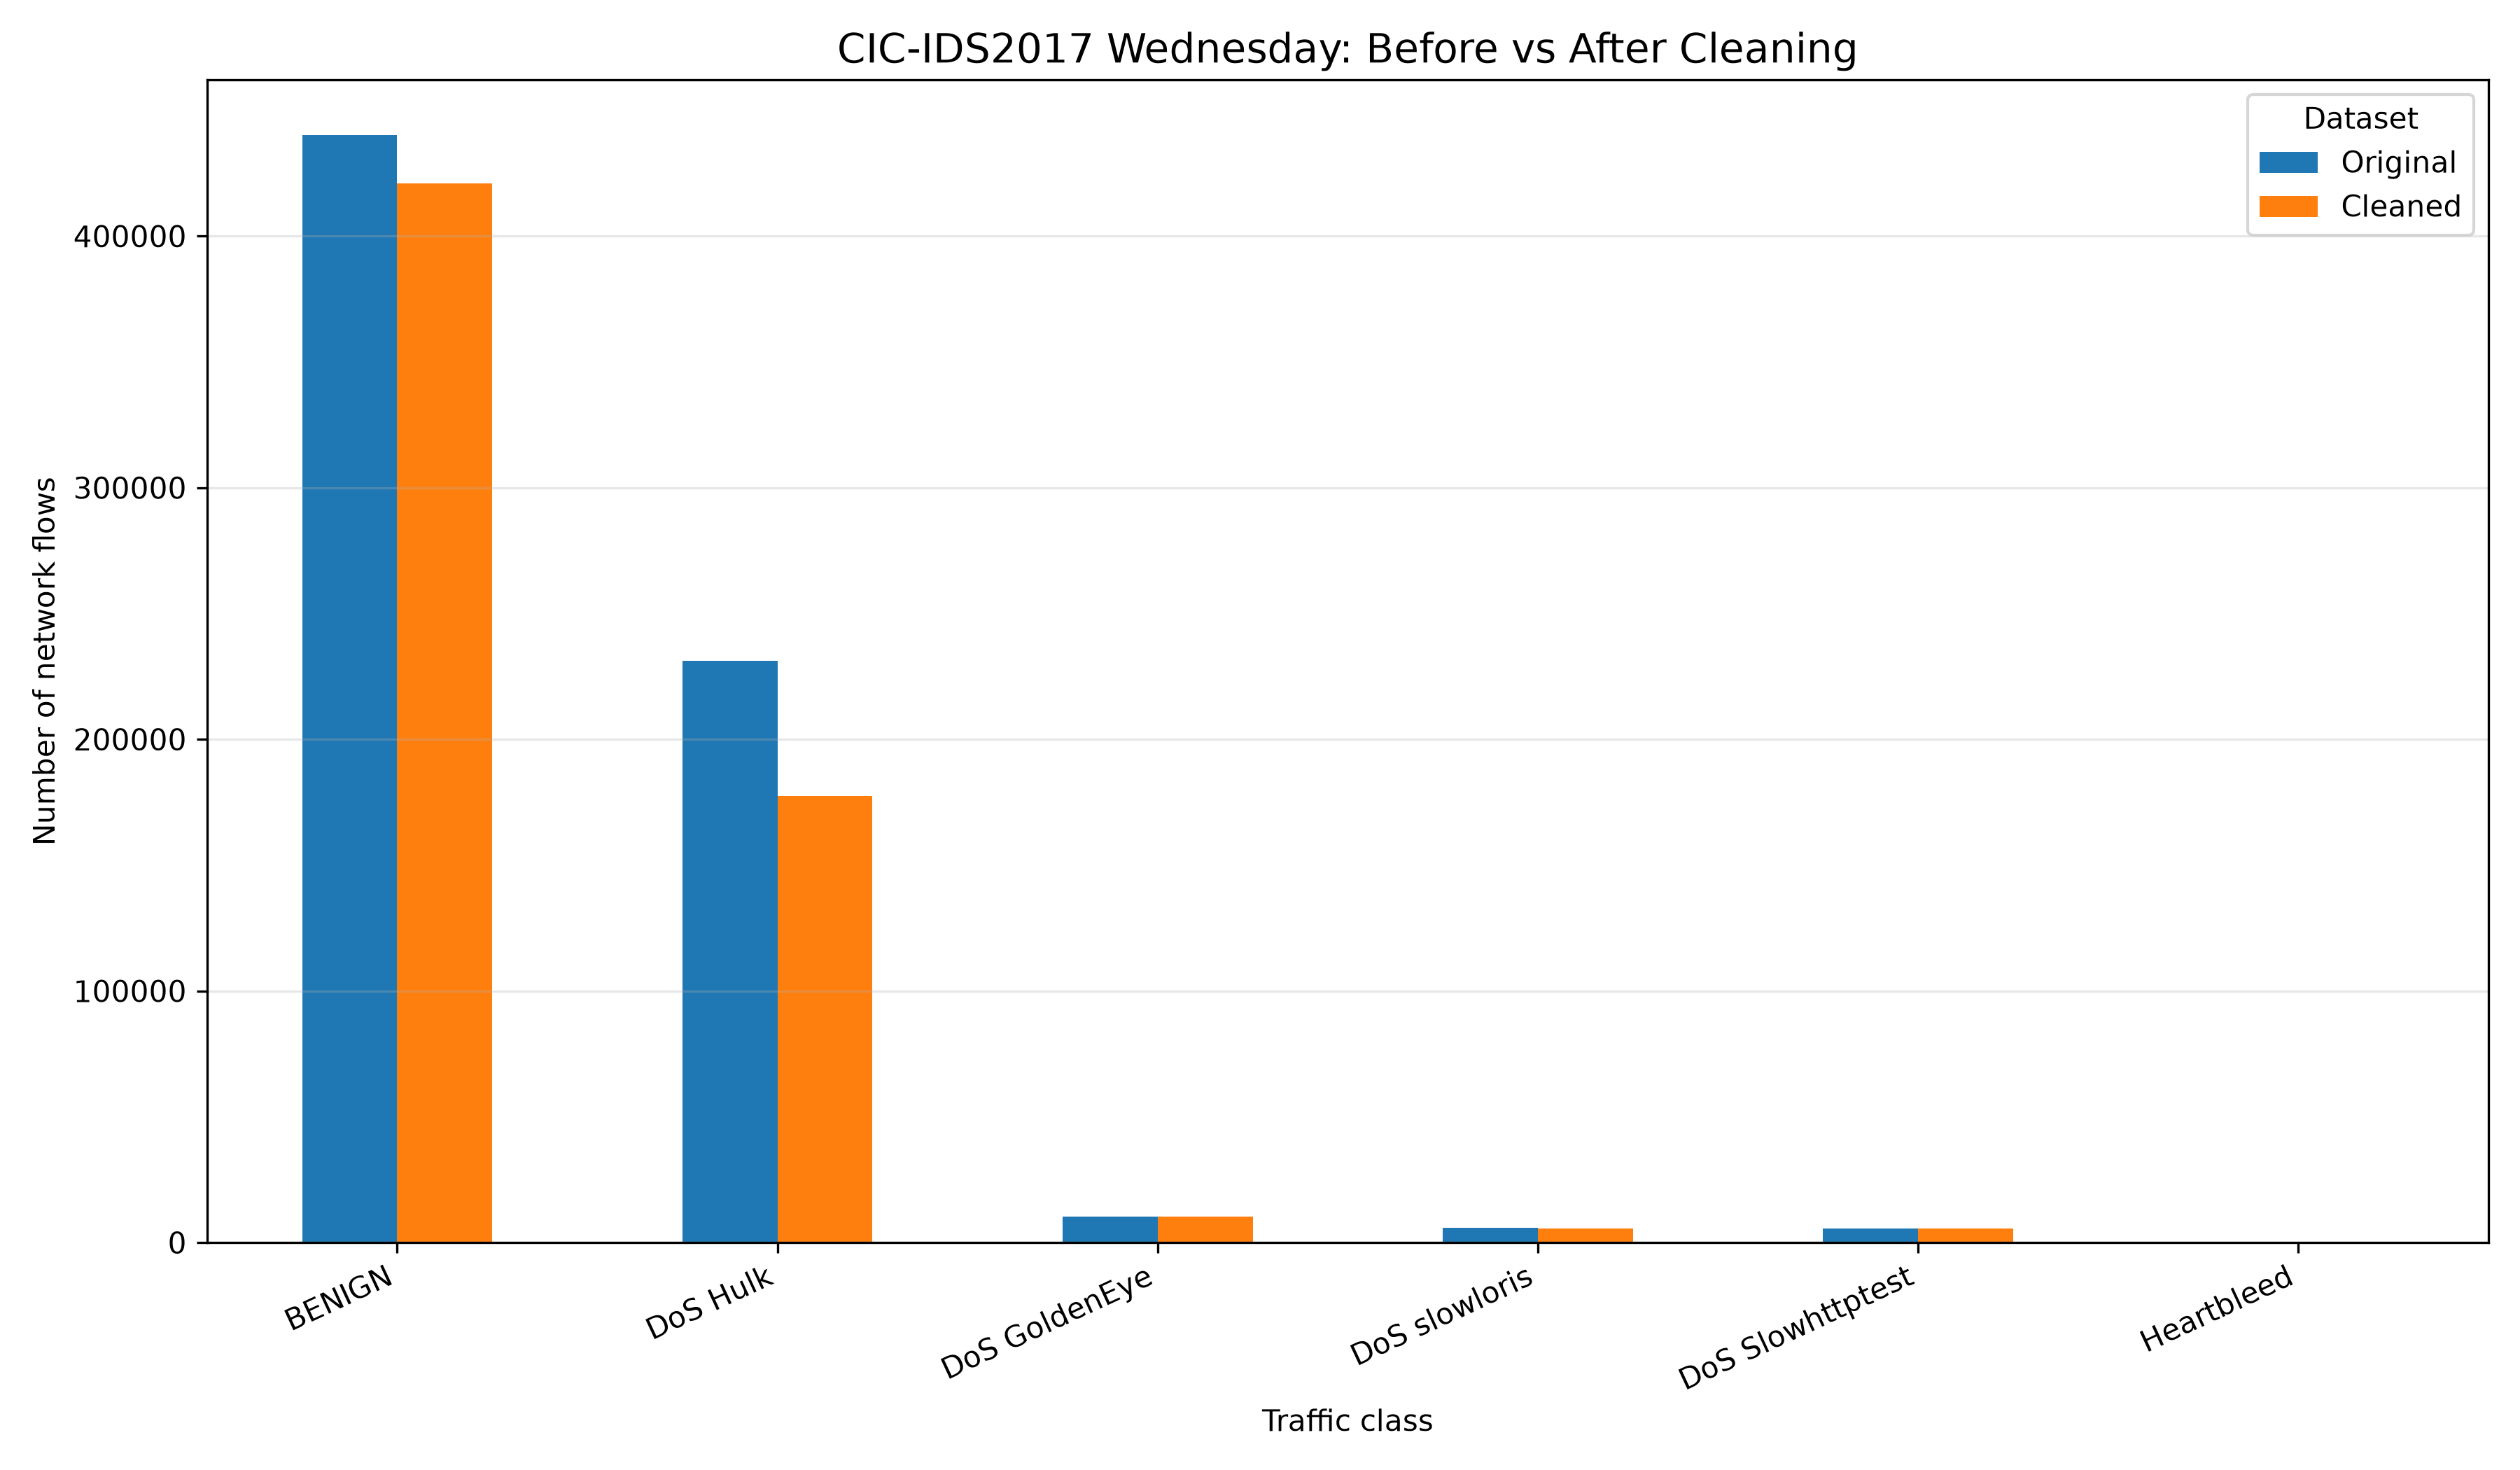 CIC-IDS2017 Wednesday: Before vs After Cleaning
Dataset
Original
Cleaned
Number of network flows
400000
300000
200000
100000
0
BENIGN
DoS Hulk
DoS GoldenEye
DoS slowloris
DoS Slowhttptest
Heartbleed
Traffic class